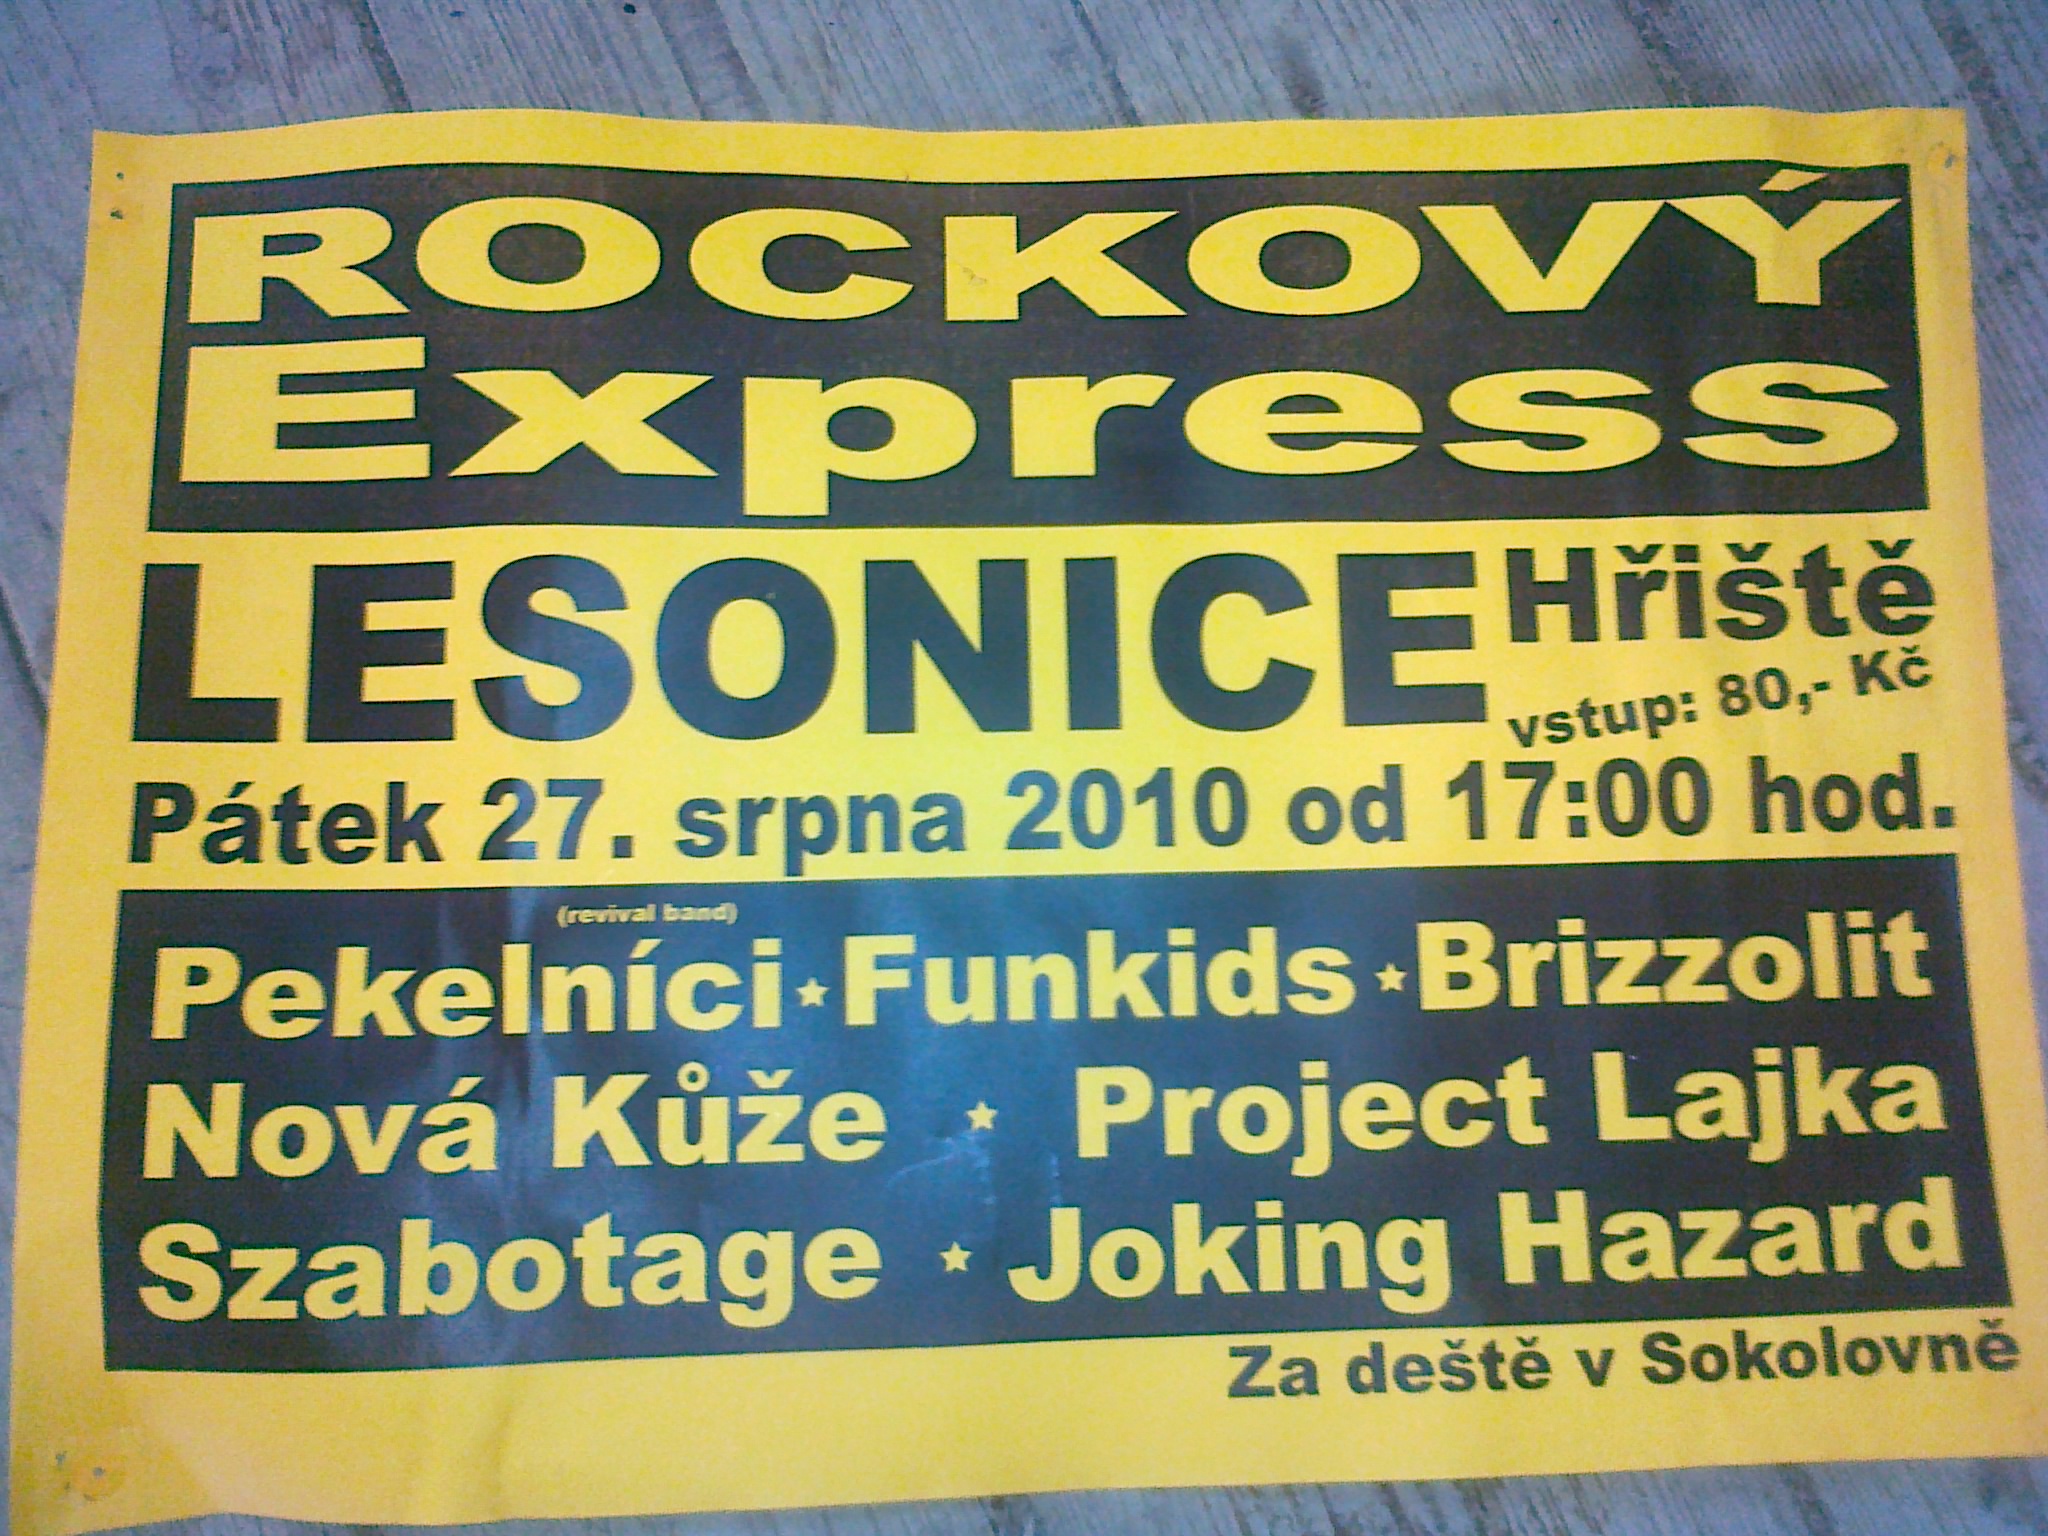 ROCKOVÝ
Express
LESONICE Hřiště
vstup: 80,- Kč
Pátek 27. srpna 2010 od 17:00 hod.
(revival band)
Pekelníci ★ Funkids ★ Brizzolit
Nová Kůže ★ Project Lajka
Szabotage ★ Joking Hazard
Za deště v Sokolovně